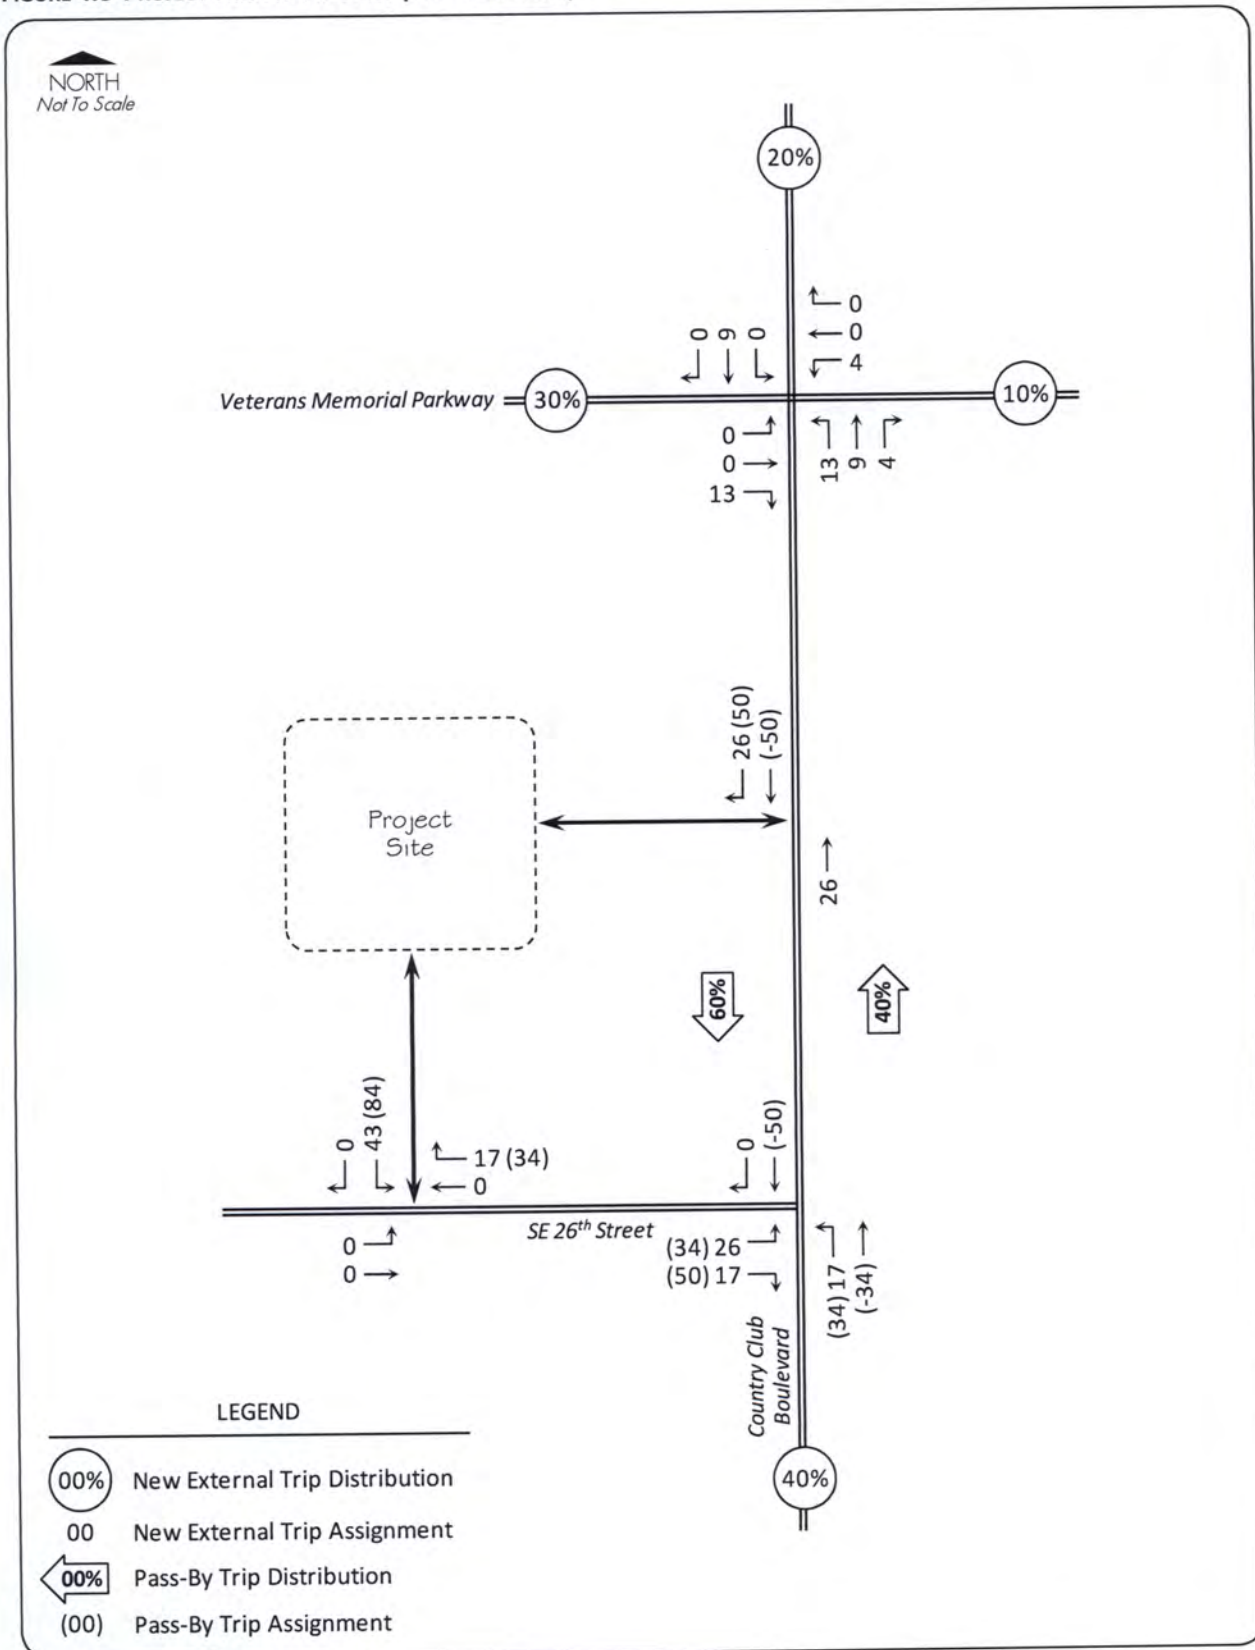 NORTH
Not To Scale
20%
0 9 0
0
0
4
Veterans Memorial Parkway
30%
10%
0
0
13
13 9 4
26 (50)
(-50)
Project
Site
26
60%
40%
0
43 (84)
17 (34)
0
0
(-50)
SE 26th Street
0
0
(34) 26
(50) 17
(34) 17
(-34)
Country Club
Boulevard
40%
LEGEND
00% New External Trip Distribution
00 New External Trip Assignment
00% Pass-By Trip Distribution
(00) Pass-By Trip Assignment